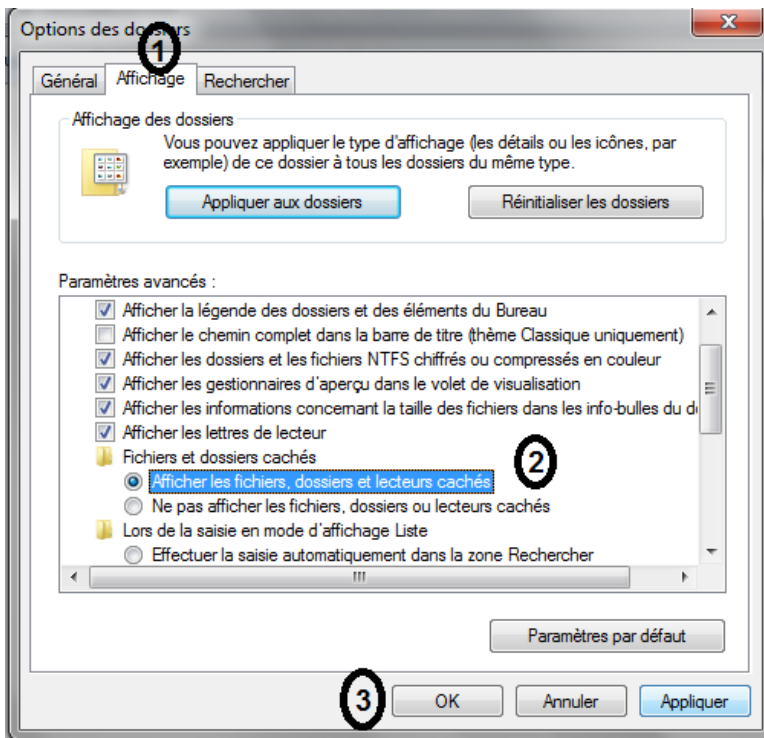 Options des dossiers
1
Général Affichage Rechercher
Affichage des dossiers
Vous pouvez appliquer le type d'affichage (les détails ou les icônes, par
exemple) de ce dossier à tous les dossiers du même type.
Appliquer aux dossiers Réinitialiser les dossiers
Paramètres avancés :
Afficher la légende des dossiers et des éléments du Bureau
Afficher le chemin complet dans la barre de titre (thème Classique uniquement)
Afficher les dossiers et les fichiers NTFS chiffrés ou compressés en couleur
Afficher les gestionnaires d'aperçu dans le volet de visualisation
Afficher les informations concernant la taille des fichiers dans les info-bulles du d
Afficher les lettres de lecteur
Fichiers et dossiers cachés
2
Afficher les fichiers, dossiers et lecteurs cachés
Ne pas afficher les fichiers, dossiers ou lecteurs cachés
Lors de la saisie en mode d'affichage Liste
Effectuer la saisie automatiquement dans la zone Rechercher
Paramètres par défaut
3 OK Annuler Appliquer